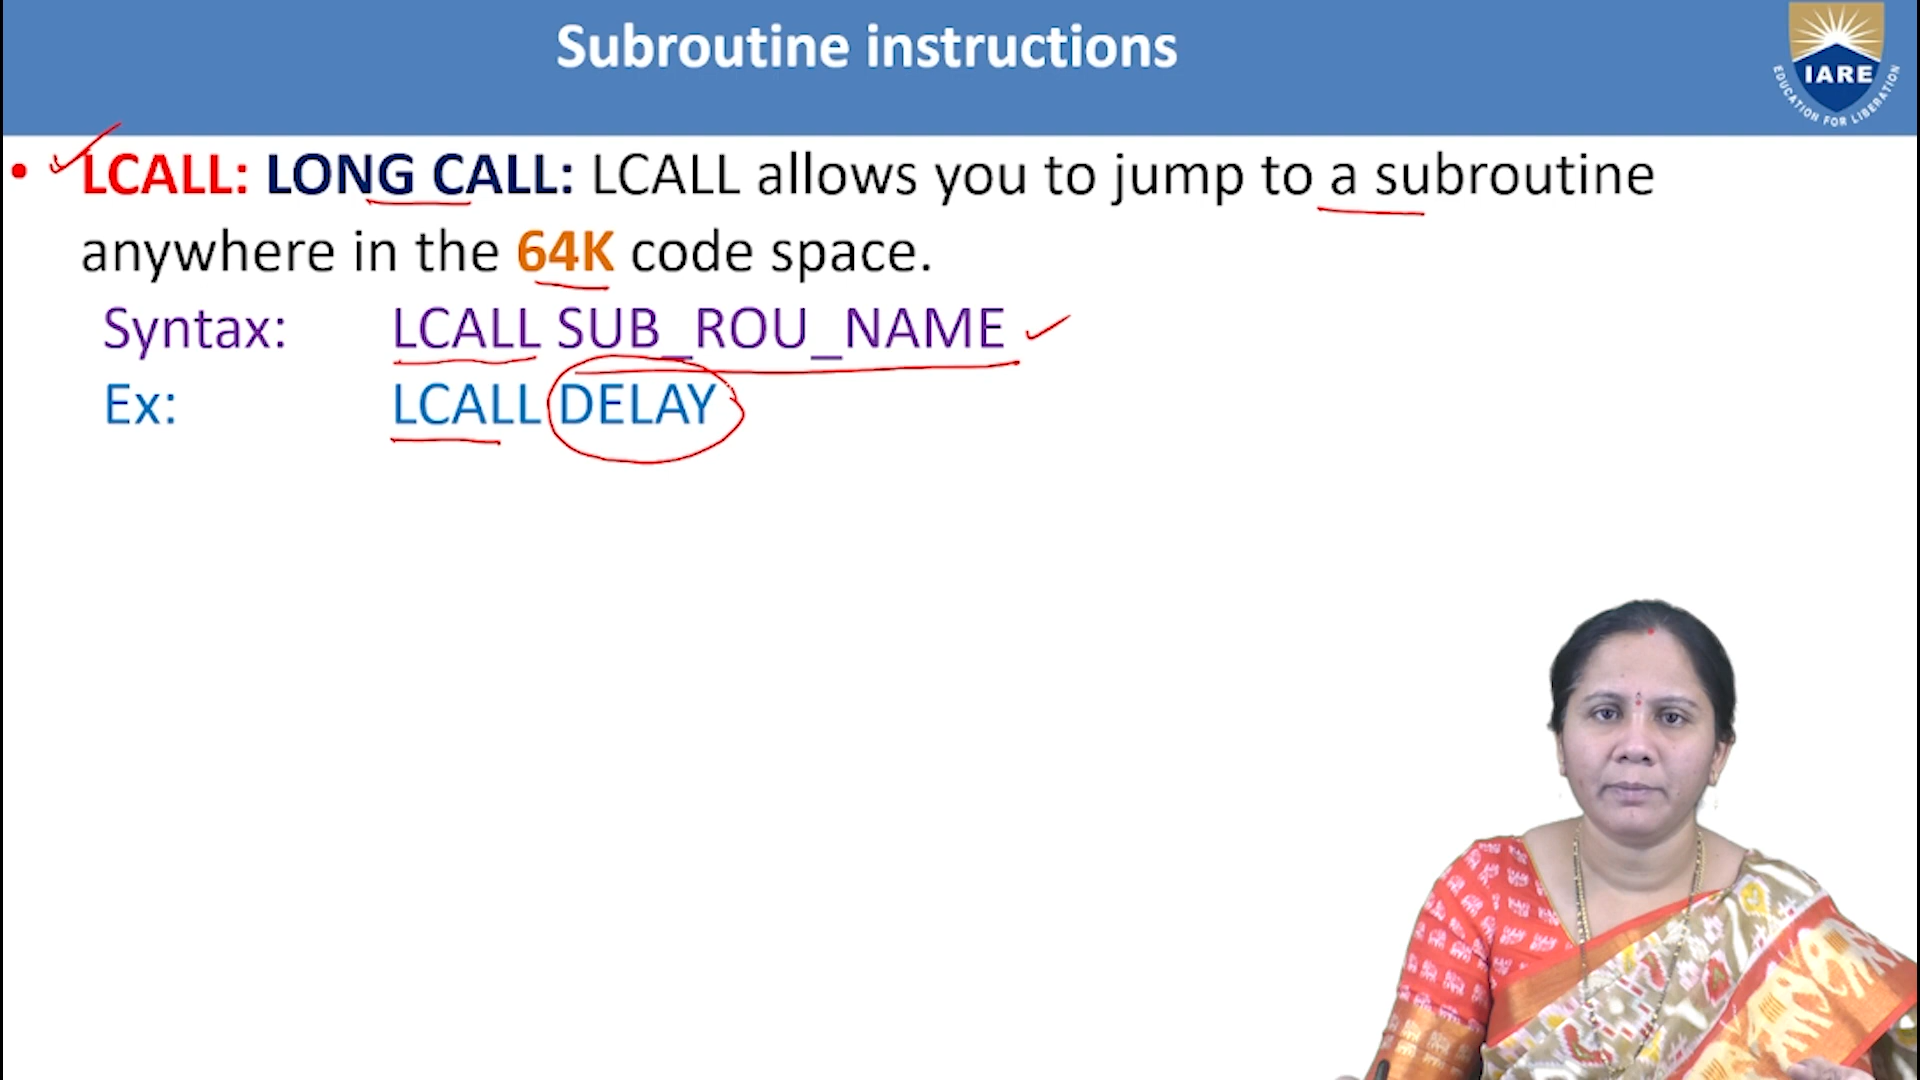 Subroutine instructions
IARE
EDUCATION FOR LIBERATION
• LCALL: LONG CALL: LCALL allows you to jump to a subroutine
anywhere in the 64K code space.
Syntax: LCALL SUB_ROU_NAME
Ex: LCALL DELAY